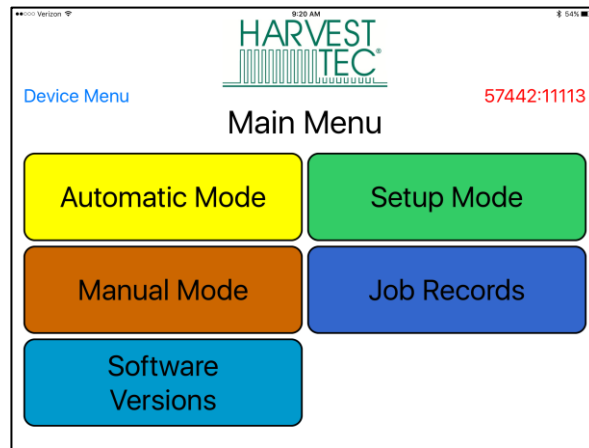 Verizon 9:20 AM 54%
HARVEST
TEC®
Device Menu 57442:11113
Main Menu
Automatic Mode Setup Mode
Manual Mode Job Records
Software
Versions